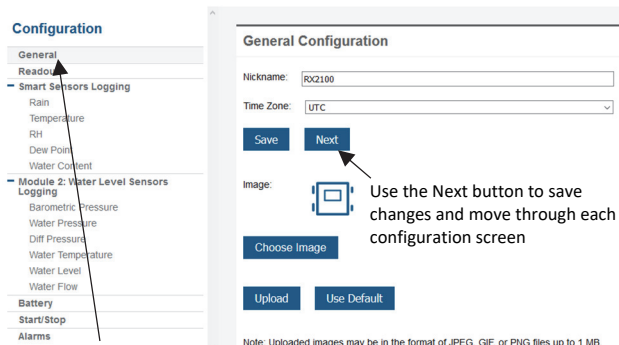 Configuration
General
Readout
Smart Sensors Logging
Rain
Temperature
RH
Dew Point
Water Content
Module 2: Water Level Sensors
Logging
Barometric Pressure
Water Pressure
Diff Pressure
Water Temperature
Water Level
Water Flow
Battery
Start/Stop
Alarms
General Configuration
Nickname: RX2100
Time Zone: UTC
Save Next
Image:
Use the Next button to save
changes and move through each
configuration screen
Choose Image
Upload Use Default
Note: Uploaded images may be in the format of JPEG, GIF, or PNG files up to 1 MB.